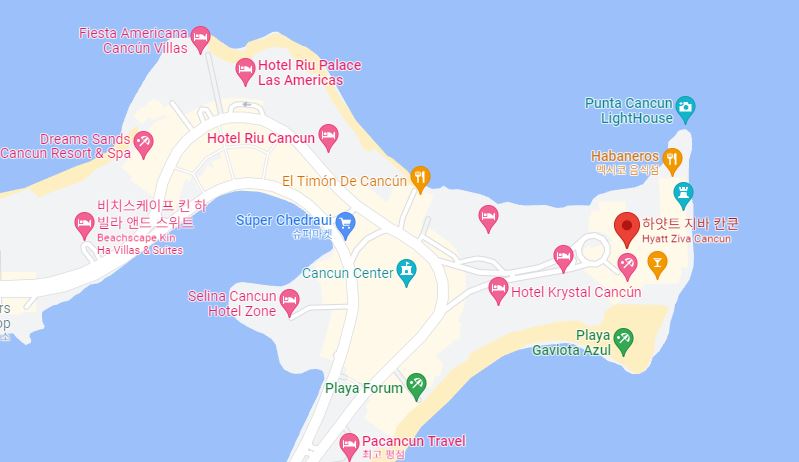 Fiesta Americana
Cancún Villas
Hotel Riu Palace
Las Americas
Punta Cancun
LightHouse
Dreams Sands
Cancun Resort & Spa
Hotel Riu Cancun
Habaneros
멕시코 음식점
El Timón De Cancún
비치스케이프 킨 하
빌라 앤드 스위트
Beachscape Kin
Ha Villas & Suites
Súper Chedraui
슈퍼마켓
하얏트 지바 칸쿤
Hyatt Ziva Cancun
Cancun Center
Selina Cancun
Hotel Zone
Hotel Krystal Cancún
rs
op
소
Playa
Gaviota Azul
Playa Forum
Pacancun Travel
최고 평점